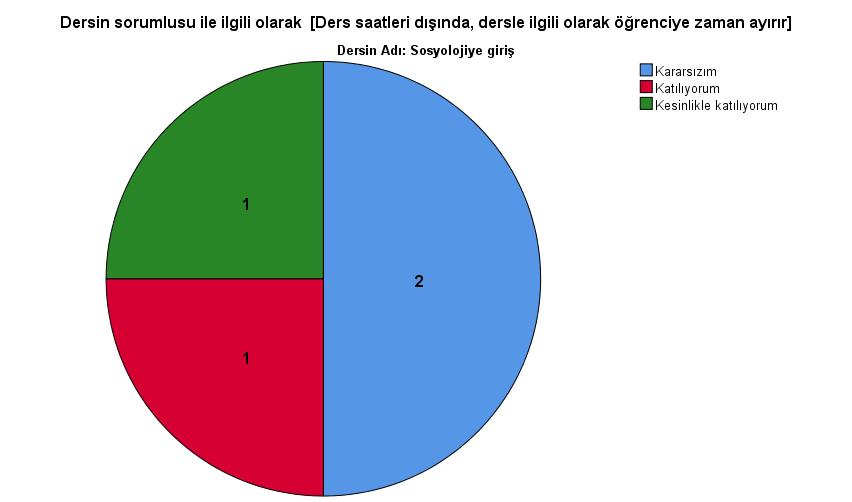 Dersin sorumlusu ile ilgili olarak [Ders saatleri dışında, dersle ilgili olarak öğrenciye zaman ayırır]
Dersin Adı: Sosyolojiye giriş
Kararsızım
Katılıyorum
Kesinlikle katılıyorum
1
2
1